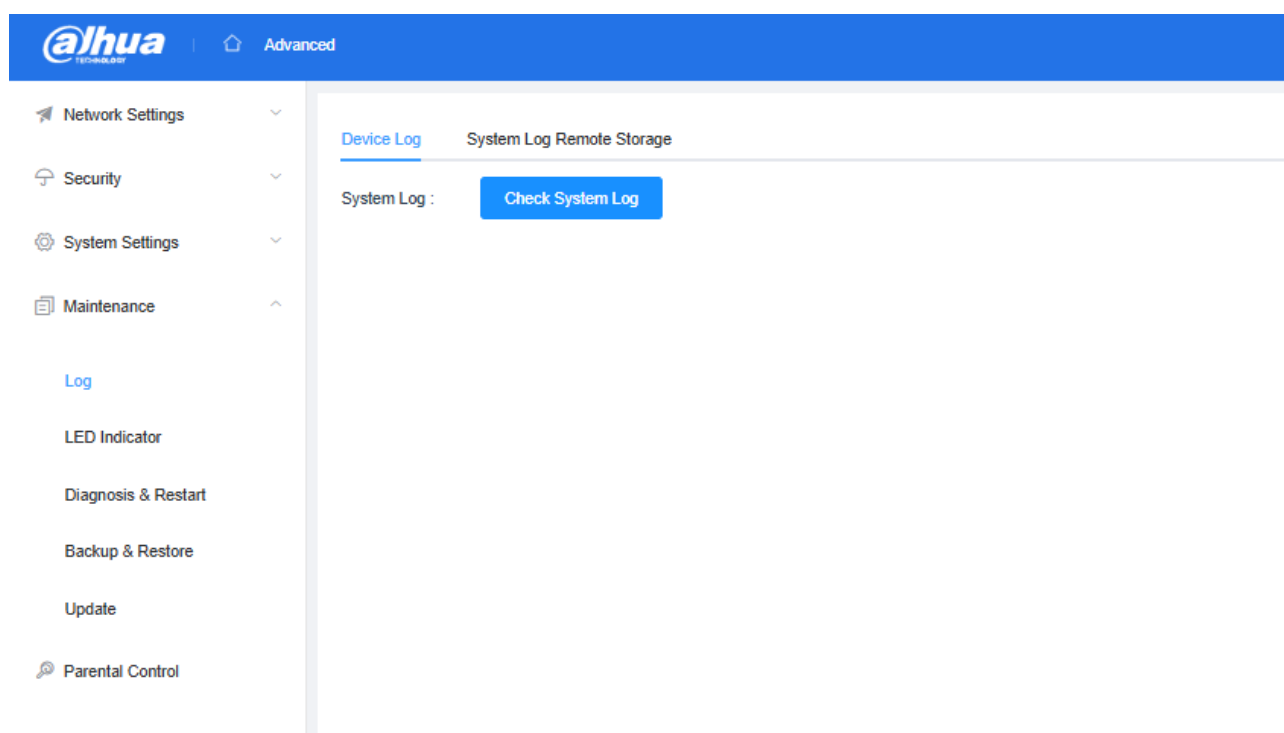 alhua
TECHNOLOGY
Advanced
Network Settings
Security
System Settings
Maintenance
Log
LED Indicator
Diagnosis & Restart
Backup & Restore
Update
Parental Control
Device Log
System Log Remote Storage
System Log :
Check System Log